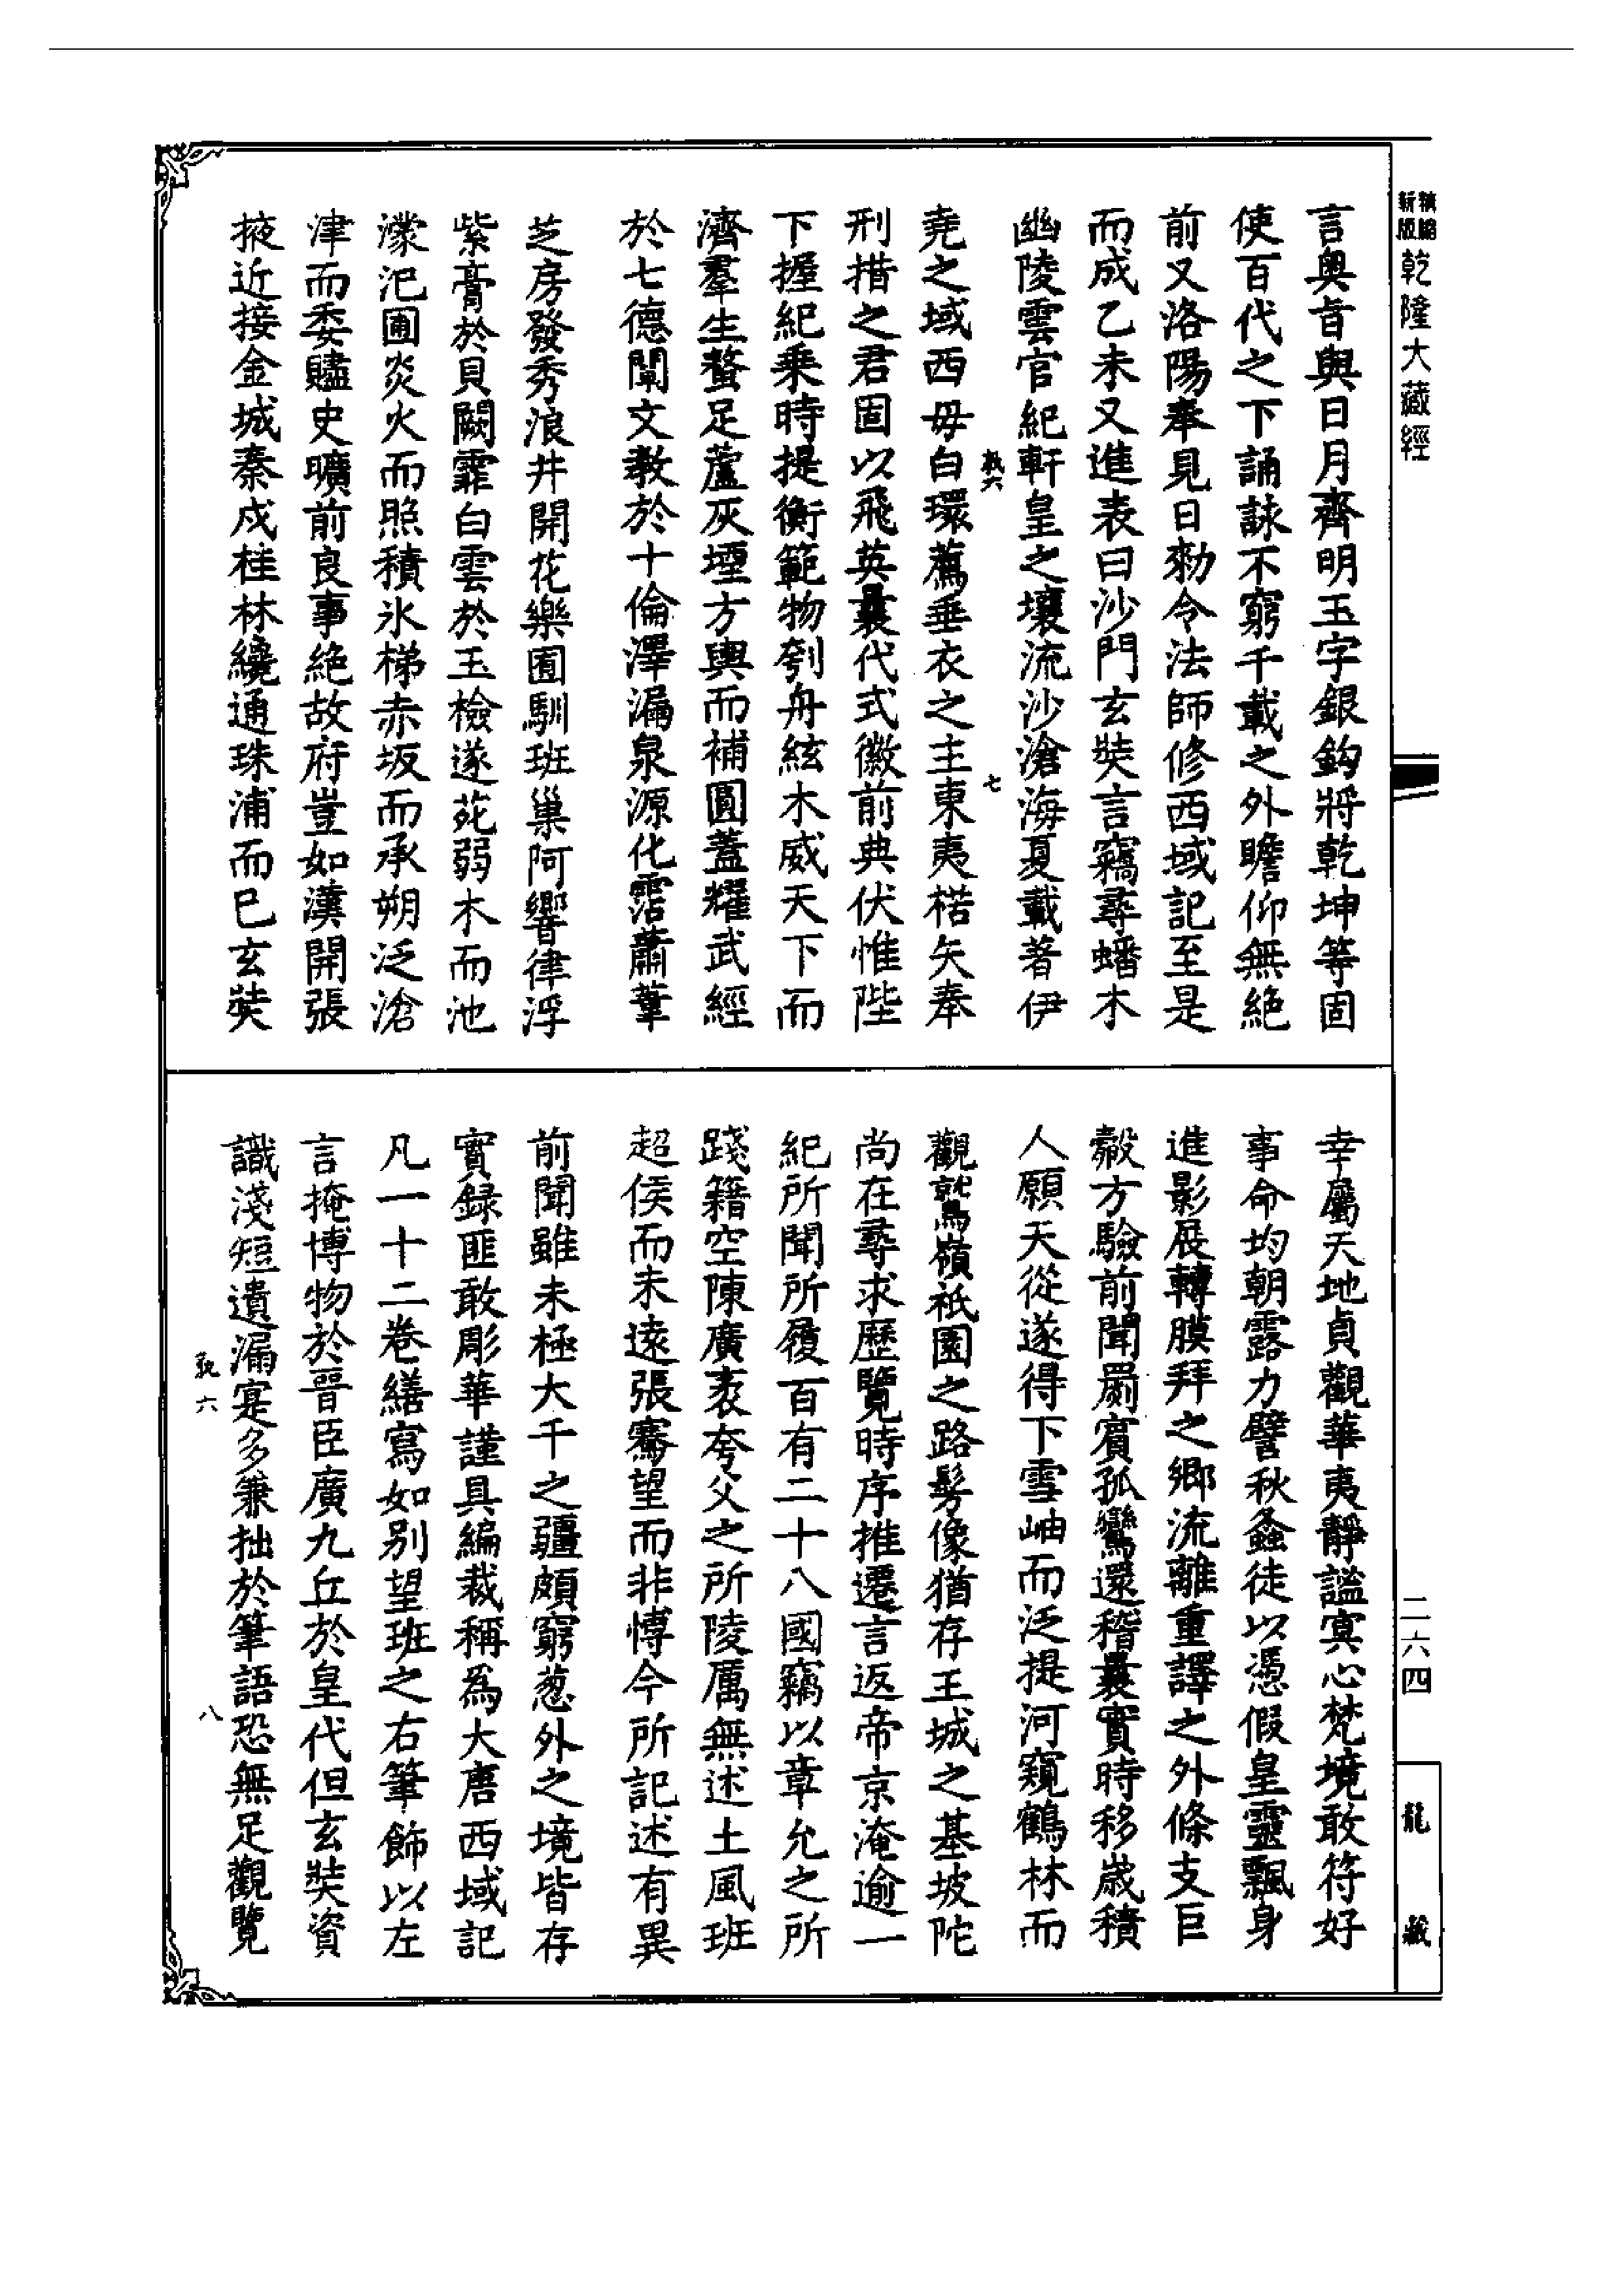 精縮新版
乾隆大藏經
言奧旨與日月齊明玉字銀鈎將乾坤等固
使百代之下誦詠不窮千載之外瞻仰無絶
前又洛陽奉見日勑令法師修西域記至是
而成乙未又進表曰沙門玄奘言竊尋蟠木
幽陵雲官紀軒皇之壤流沙滄海夏載著伊
堯之域西毋白環薦垂衣之主東夷楛矢奉
刑措之君固以飛英曩代式徽前典伏惟陛
下握紀乗時提衡範物刳舟絃木威天下而
濟羣生鼇足蘆灰堙方輿而補圓蓋耀武經
於七德闡文教於十倫澤漏泉源化霑蕭葦
芝房發秀浪井開花樂囿馴班巢阿響律浮
紫膏於貝闕霏白雲於玉檢遂苑弱木而池
濛汜圃炎火而照積氷梯赤坂而承朔泛滄
津而委贐史曠前良事絶故府豈如漢開張
掖近接金城秦戍桂林纔通珠浦而巳玄奘
幸屬天地貞觀華夷靜謐冥心梵境敢符好
事命均朝露力譬秋螽徒以憑假皇靈飄身
進影展轉膜拜之鄉流離重譯之外條支巨
縠方驗前聞罽賔孤鸞還稽曩實時移歲積
人願天從遂得下雪岫而泛提河窺鶴林而
觀鷲嶺祇園之路髣像猶存王城之基坡陀
尚在尋求歷覽時序推遷言返帝京淹逾一
紀所聞所履百有二十八國竊以章允之所
踐籍空陳廣袤夸父之所陵厲無述土風班
超侯而未遠張騫望而非博今所記述有異
前聞雖未極大千之疆頗窮葱外之境皆存
實録匪敢彫華謹具編裁稱爲大唐西域記
凡一十二卷繕寫如别望班之右筆飾以左
言掩博物於晉臣廣九丘於皇代但玄奘資
識淺短遺漏寔多兼拙於筆語恐無足觀覽
六
七
六
八
二六四
龍藏